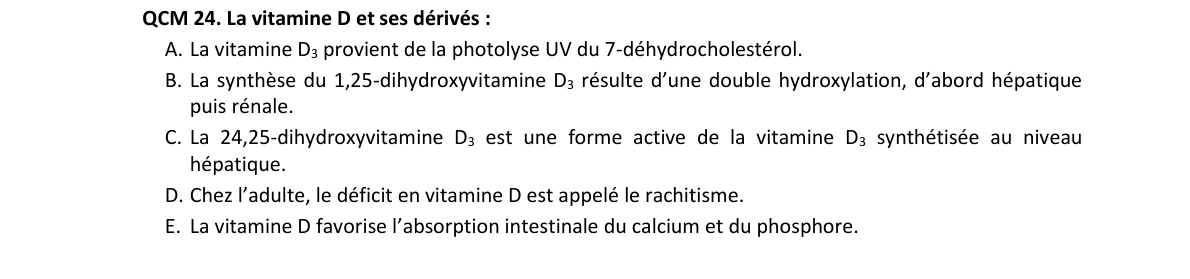 QCM 24. La vitamine D et ses dérivés :
A. La vitamine D₃ provient de la photolyse UV du 7-déhydrocholestérol.
B. La synthèse du 1,25-dihydroxyvitamine D₃ résulte d’une double hydroxylation, d’abord hépatique
puis rénale.
C. La 24,25-dihydroxyvitamine D₃ est une forme active de la vitamine D₃ synthétisée au niveau
hépatique.
D. Chez l’adulte, le déficit en vitamine D est appelé le rachitisme.
E. La vitamine D favorise l’absorption intestinale du calcium et du phosphore.